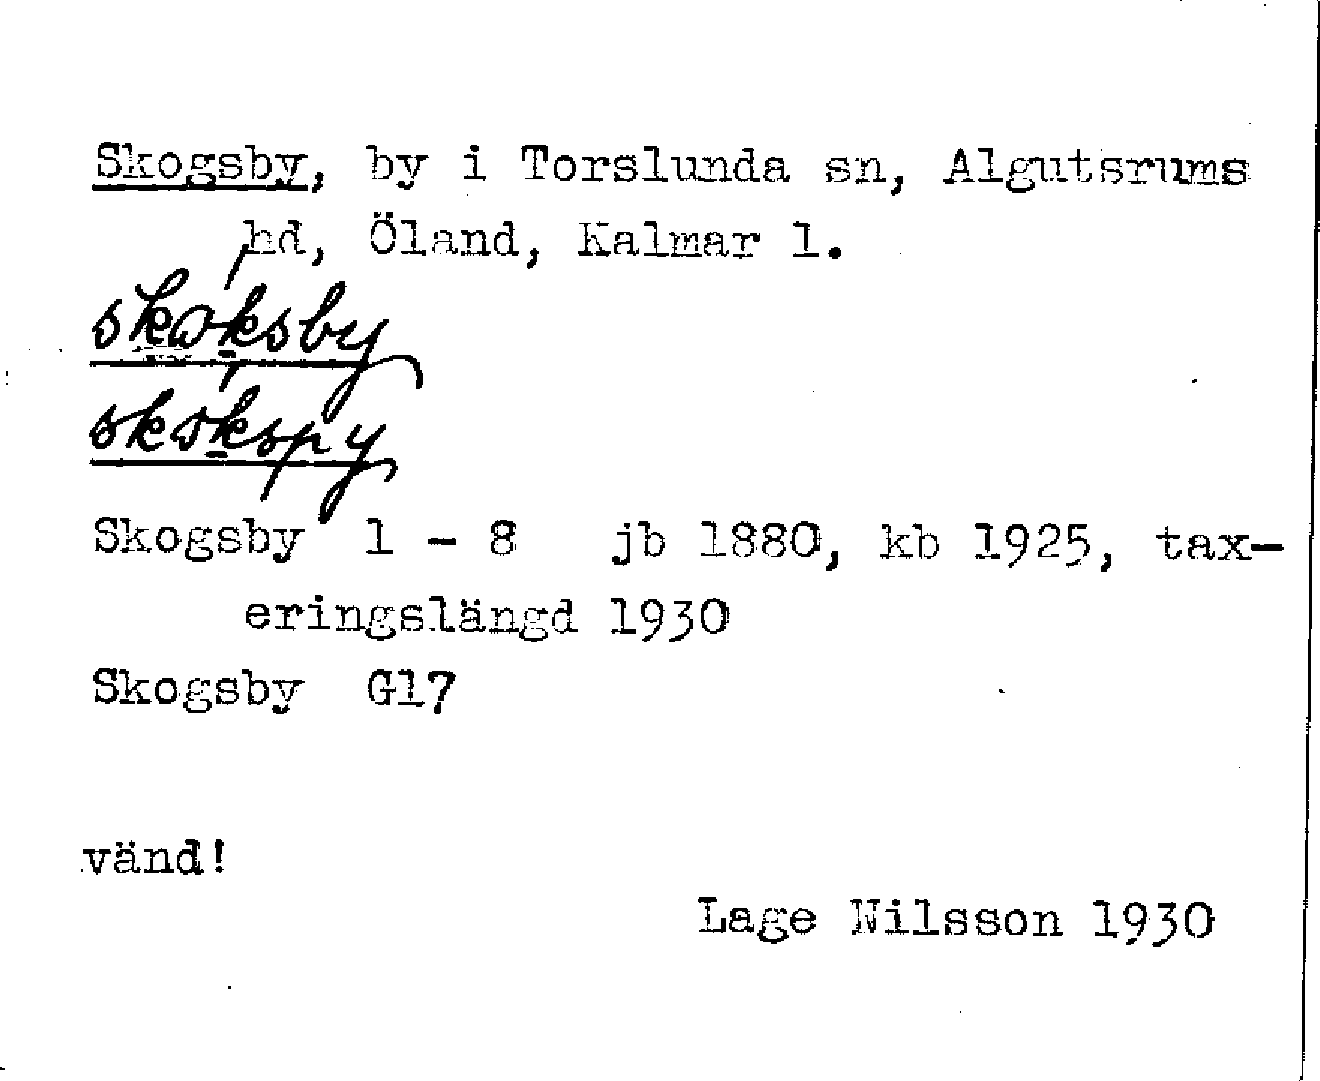 Skogsby, by i Torslunda sn, Algutsrums
hd, Öland, Kalmar l.
skoksby
skokspy
Skogsby 1 - 8 jb 1880, kb 1925, tax-
eringslängd 1930
Skogsby G17
vänd!
Lage Nilsson 1930